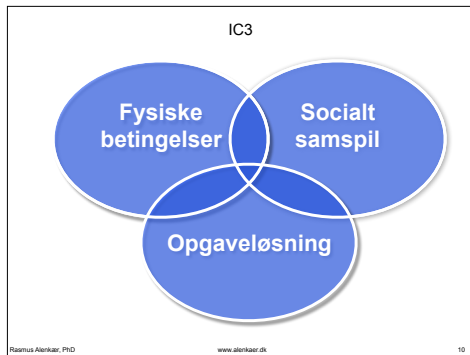 IC3
Fysiske
betingelser
Socialt
samspil
Opgaveløsning
Rasmus Alenkær, PhD
www.alenkaer.dk
10